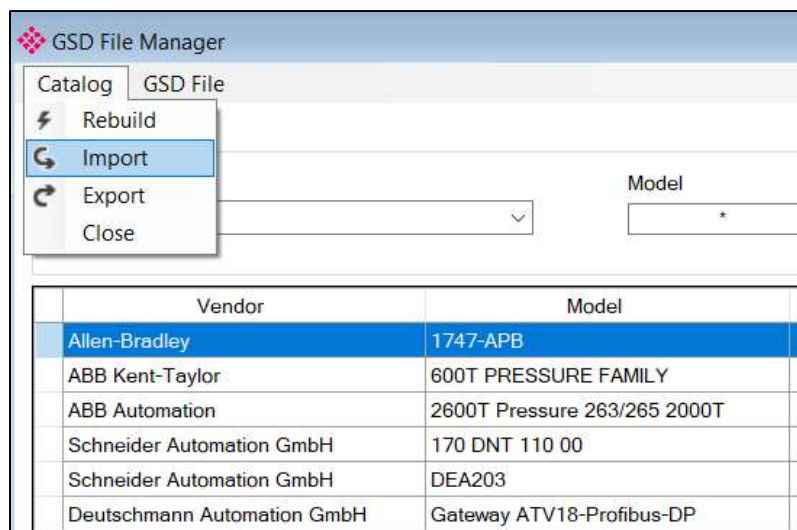 GSD File Manager
Catalog GSD File
Rebuild
Import
Export
Close
Model
*
Vendor Model
Allen-Bradley 1747-APB
ABB Kent-Taylor 600T PRESSURE FAMILY
ABB Automation 2600T Pressure 263/265 2000T
Schneider Automation GmbH 170 DNT 110 00
Schneider Automation GmbH DEA203
Deutschmann Automation GmbH Gateway ATV18-Profibus-DP